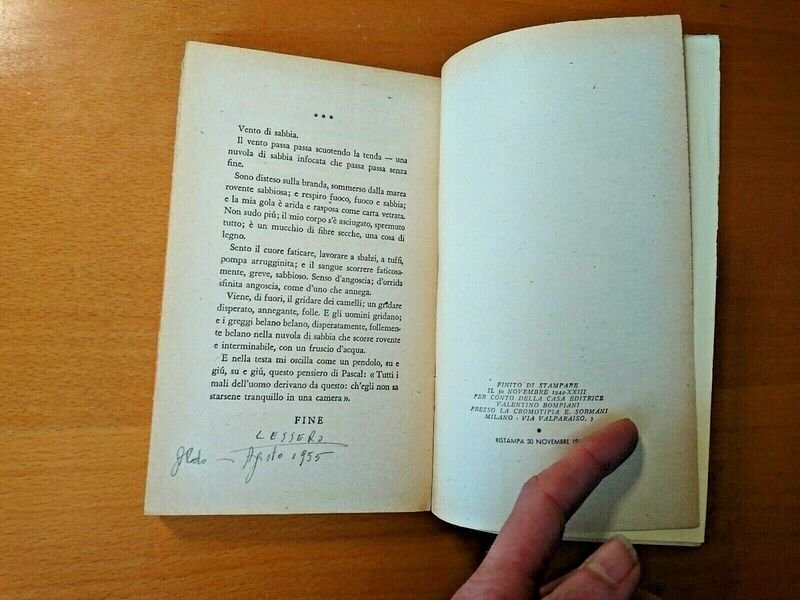 •••
Vento di sabbia.
Il vento passa passa scuotendo la tenda — una
nuvola di sabbia infocata che passa passa senza
fine.
Sono disteso sulla branda, sommerso dalla marea
rovente sabbiosa; e respiro fuoco, fuoco e sabbia;
e la mia gola è arida e rasposa come carta vetrata.
Non sudo piú; il mio corpo s'è asciugato, spremuto
tutto; è un mucchio di fibre secche, una cosa di
legno.
Sento il cuore faticare, lavorare a sbalzi, a tuffi,
pompa arrugginita; e il sangue scorrere faticosa-
mente, greve, sabbioso. Senso d'angoscia; d'orrida
sfinita angoscia, come d'uno che annega.
Viene, di fuori, il gridare dei camelli; un gridare
disperato, annegante, folle. E gli uomini gridano;
e i greggi belano belano, disperatamente, follemen-
te belano nella nuvola di sabbia che scorre rovente
e interminabile, con un fruscio d'acqua.
E nella testa mi oscilla come un pendolo, su e
giú, su e giú, questo pensiero di Pascal: «Tutti i
mali dell'uomo derivano da questo: ch'egli non sa
starsene tranquillo in una camera».
FINE
Agosto 1955
FINITO DI STAMPARE
IL 30 NOVEMBRE 1944-XXIII
PER CONTO DELLA CASA EDITRICE
VALENTINO BOMPIANI
PRESSO LA CROMOTIPIA E. SORMANI
MILANO - VIA VALPARAISO, 3
•
RISTAMPA 30 NOVEMBRE